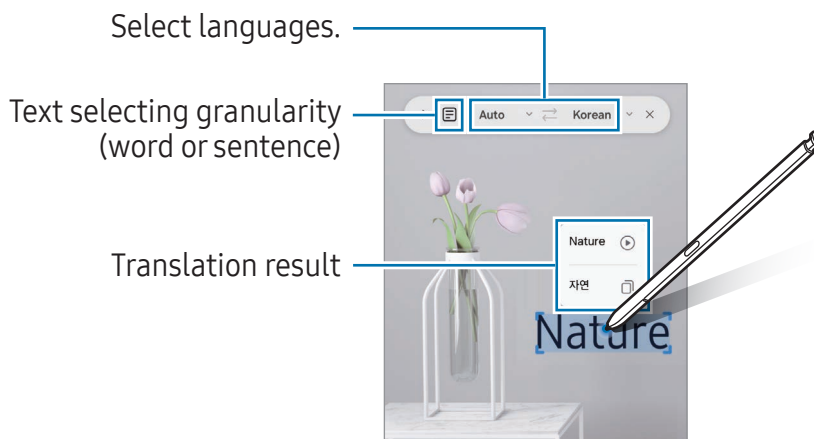 Select languages.
Text selecting granularity
(word or sentence)
Auto
Korean
Nature
자연
Translation result
Nature